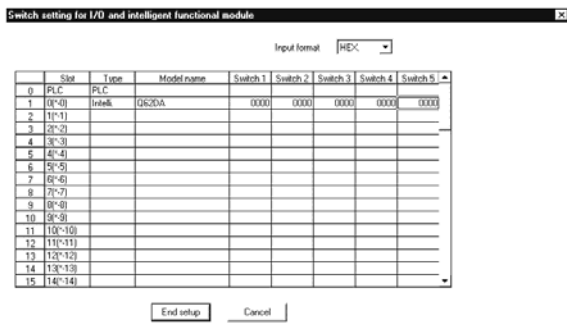 Switch setting for I/O and intelligent functional module
Input format HEX.
Slot Type Model name Switch 1 Switch 2 Switch 3 Switch 4 Switch 5
0 PLC PLC
1 0(*-0) Intelli. Q62DA 0000 0000 0000 0000 0000
2 1(*-1)
3 2(*-2)
4 3(*-3)
5 4(*-4)
6 5(*-5)
7 6(*-6)
8 7(*-7)
9 8(*-8)
10 9(*-9)
11 10(*-10)
12 11(*-11)
13 12(*-12)
14 13(*-13)
15 14(*-14)
End setup Cancel